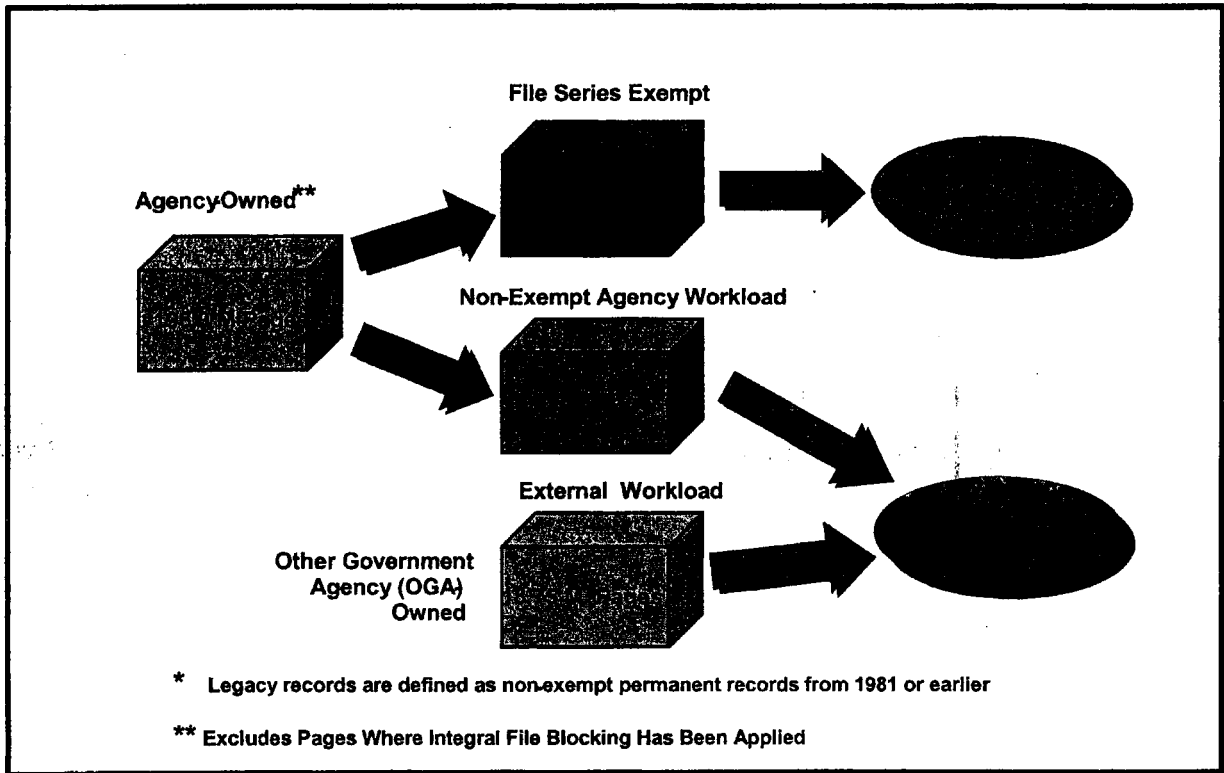 File Series Exempt
Agency-Owned**
Non-Exempt Agency Workload
External Workload
Other Government
Agency (OGA)
Owned
* Legacy records are defined as non-exempt permanent records from 1981 or earlier
** Excludes Pages Where Integral File Blocking Has Been Applied